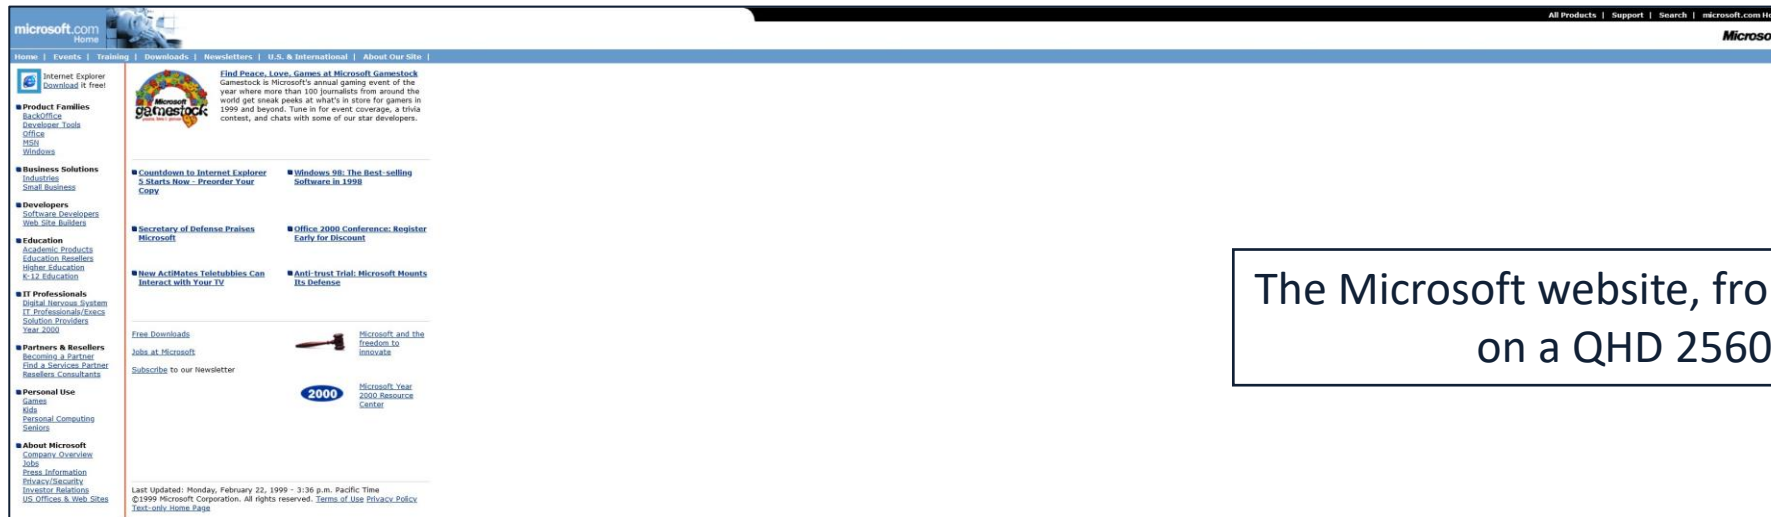 All Products | Support | Search | microsoft.com Ho
microsoft.com
Home
Microso
Home | Events | Training | Downloads | Newsletters | U.S. & International | About Our Site |
Internet Explorer
Download it free!
Product Families
BackOffice
Developer Tools
Office
MSN
Windows
Business Solutions
Industries
Small Business
Developers
Software Developers
Web Site Builders
Education
Academic Products
Education Resellers
Higher Education
K-12 Education
IT Professionals
Digital Nervous System
IT Professionals/Execs
Solution Providers
Year 2000
Partners & Resellers
Becoming a Partner
Find a Services Partner
Resellers Consultants
Personal Use
Games
Kids
Personal Computing
Seniors
About Microsoft
Company Overview
Jobs
Press Information
Privacy/Security
Investor Relations
US Offices & Web Sites
Microsoft
gamestock
Find Peace, Love, Games at Microsoft Gamestock
Gamestock is Microsoft's annual gaming event of the
year where more than 100 journalists from around the
world get sneak peeks at what's in store for gamers in
1999 and beyond. Tune in for event coverage, a trivia
contest, and chats with some of our star developers.
Countdown to Internet Explorer
5 Starts Now - Preorder Your
Copy
Windows 98: The Best-selling
Software in 1998
Secretary of Defense Praises
Microsoft
Office 2000 Conference: Register
Early for Discount
New ActiMates Teletubbies Can
Interact with Your TV
Anti-trust Trial: Microsoft Mounts
Its Defense
Free Downloads
Jobs at Microsoft
Subscribe to our Newsletter
Microsoft and the
freedom to
innovate
2000
Microsoft Year
2000 Resource
Center
Last Updated: Monday, February 22, 1999 - 3:36 p.m. Pacific Time
©1999 Microsoft Corporation. All rights reserved. Terms of Use Privacy Policy
Text-only Home Page
The Microsoft website, fro
on a QHD 2560